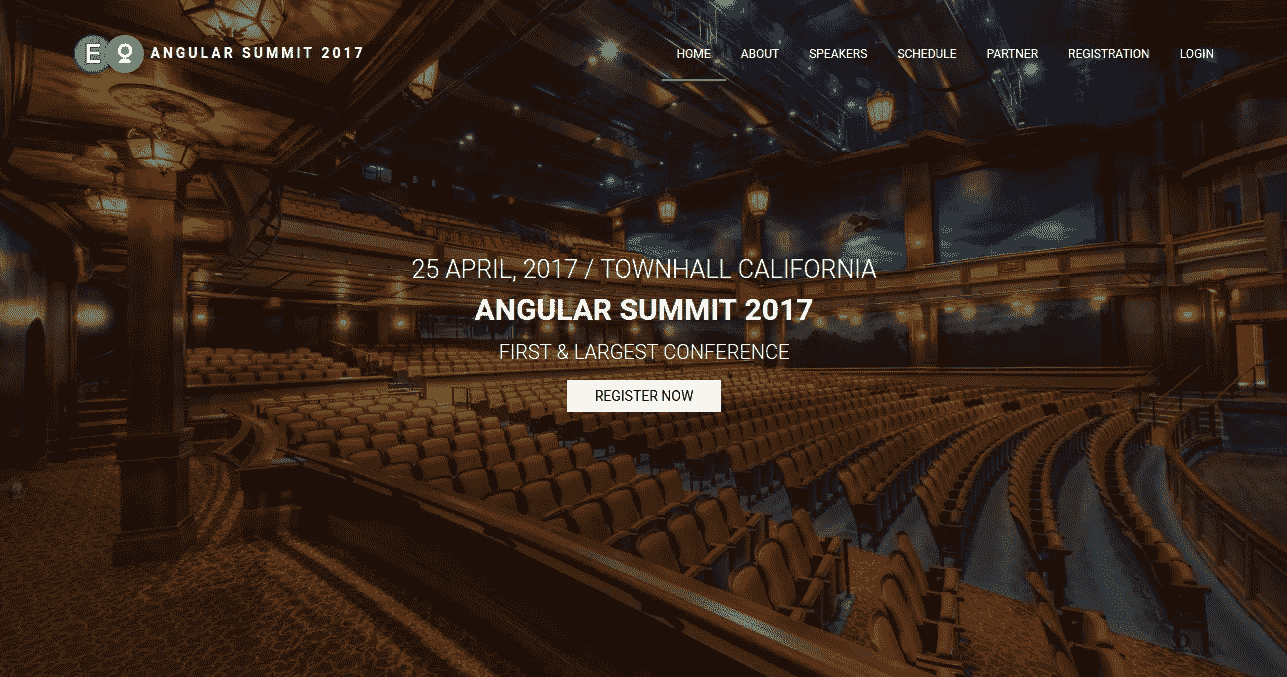 E
ANGULAR SUMMIT 2017
HOME ABOUT SPEAKERS SCHEDULE PARTNER REGISTRATION LOGIN
25 APRIL, 2017 / TOWNHALL CALIFORNIA
ANGULAR SUMMIT 2017
FIRST & LARGEST CONFERENCE
REGISTER NOW